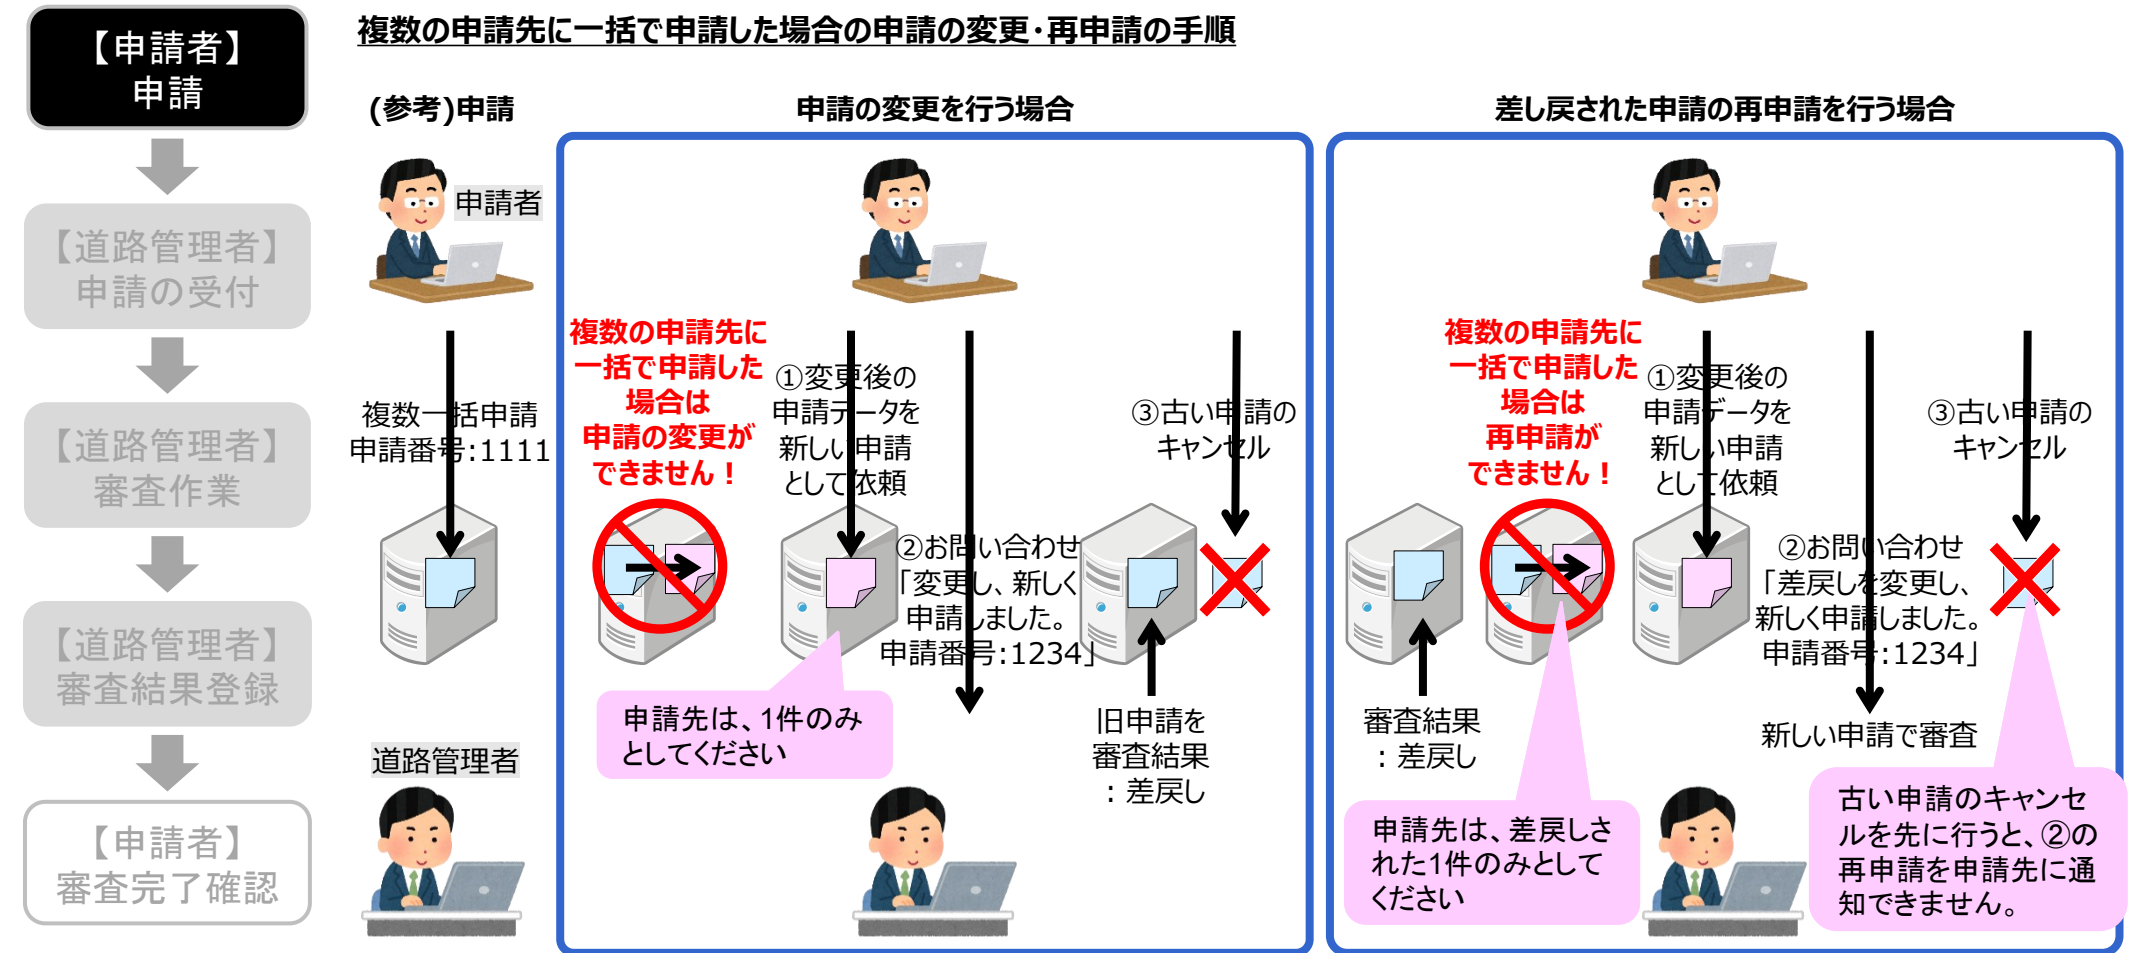 複数の申請先に一括で申請した場合の申請の変更・再申請の手順
【申請者】
申請
【道路管理者】
申請の受付
【道路管理者】
審査作業
【道路管理者】
審査結果登録
【申請者】
審査完了確認
(参考)申請
申請者
複数一括申請
申請番号:1111
道路管理者
申請の変更を行う場合
複数の申請先に
一括で申請した
場合は
申請の変更が
できません！
①変更後の
申請データを
新しい申請
として依頼
②お問い合わせ
「変更し、新しく
申請しました。
申請番号:1234」
③古い申請の
キャンセル
申請先は、1件のみ
としてください
旧申請を
審査結果
：差戻し
差し戻された申請の再申請を行う場合
複数の申請先に
一括で申請した
場合は
再申請が
できません！
①変更後の
申請データを
新しい申請
として依頼
②お問い合わせ
「差戻しを変更し、
新しく申請しました。
申請番号:1234」
③古い申請の
キャンセル
審査結果
：差戻し
新しい申請で審査
申請先は、差戻しさ
れた1件のみとして
ください
古い申請のキャンセ
ルを先に行うと、②の
再申請を申請先に通
知できません。